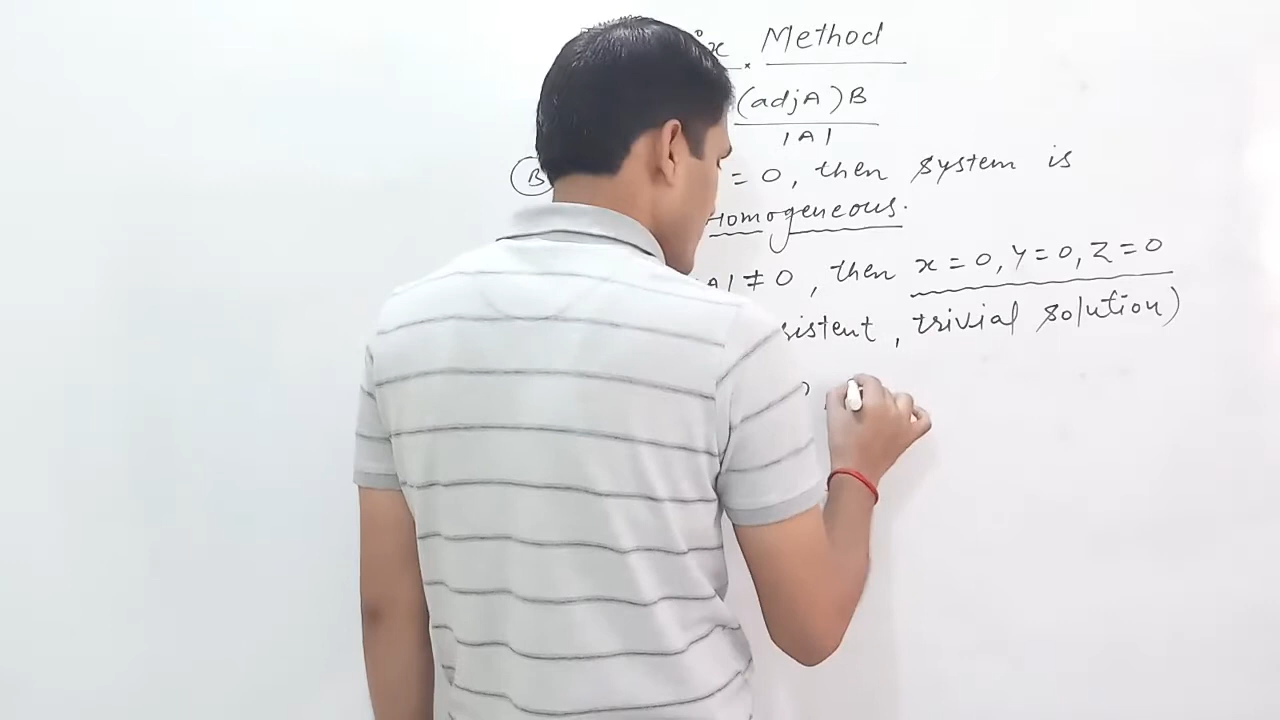 x Method
(adjA)B
|A|
(B) = 0, then system is
Homogeneous.
|A| ≠ 0, then x = 0, y = 0, z = 0
sistent, trivial solution)